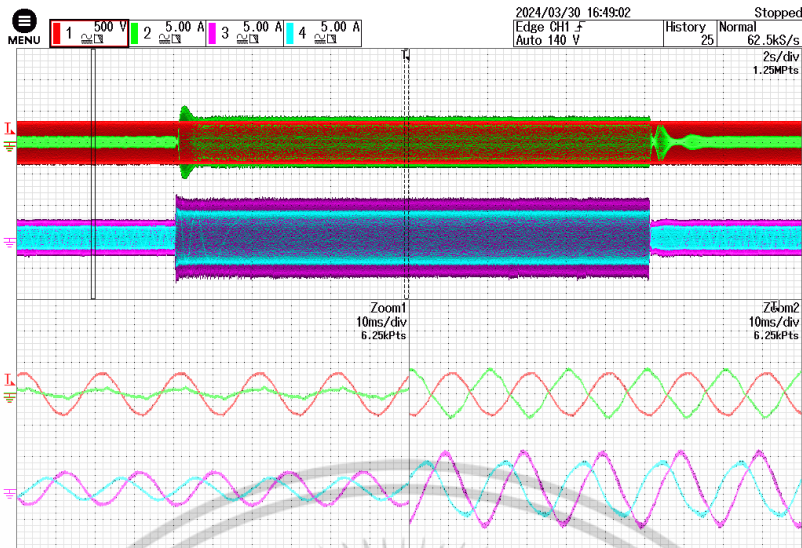 2024/03/30 16:49:02 Stopped
MENU
1 500 V 2 5.00 A 3 5.00 A 4 5.00 A
Edge CH1 History Normal
Auto 140 V 25 62.5kS/s
2s/div
1.25MPts
Zoom1
10ms/div
6.25kPts
Zoom2
10ms/div
6.25kPts